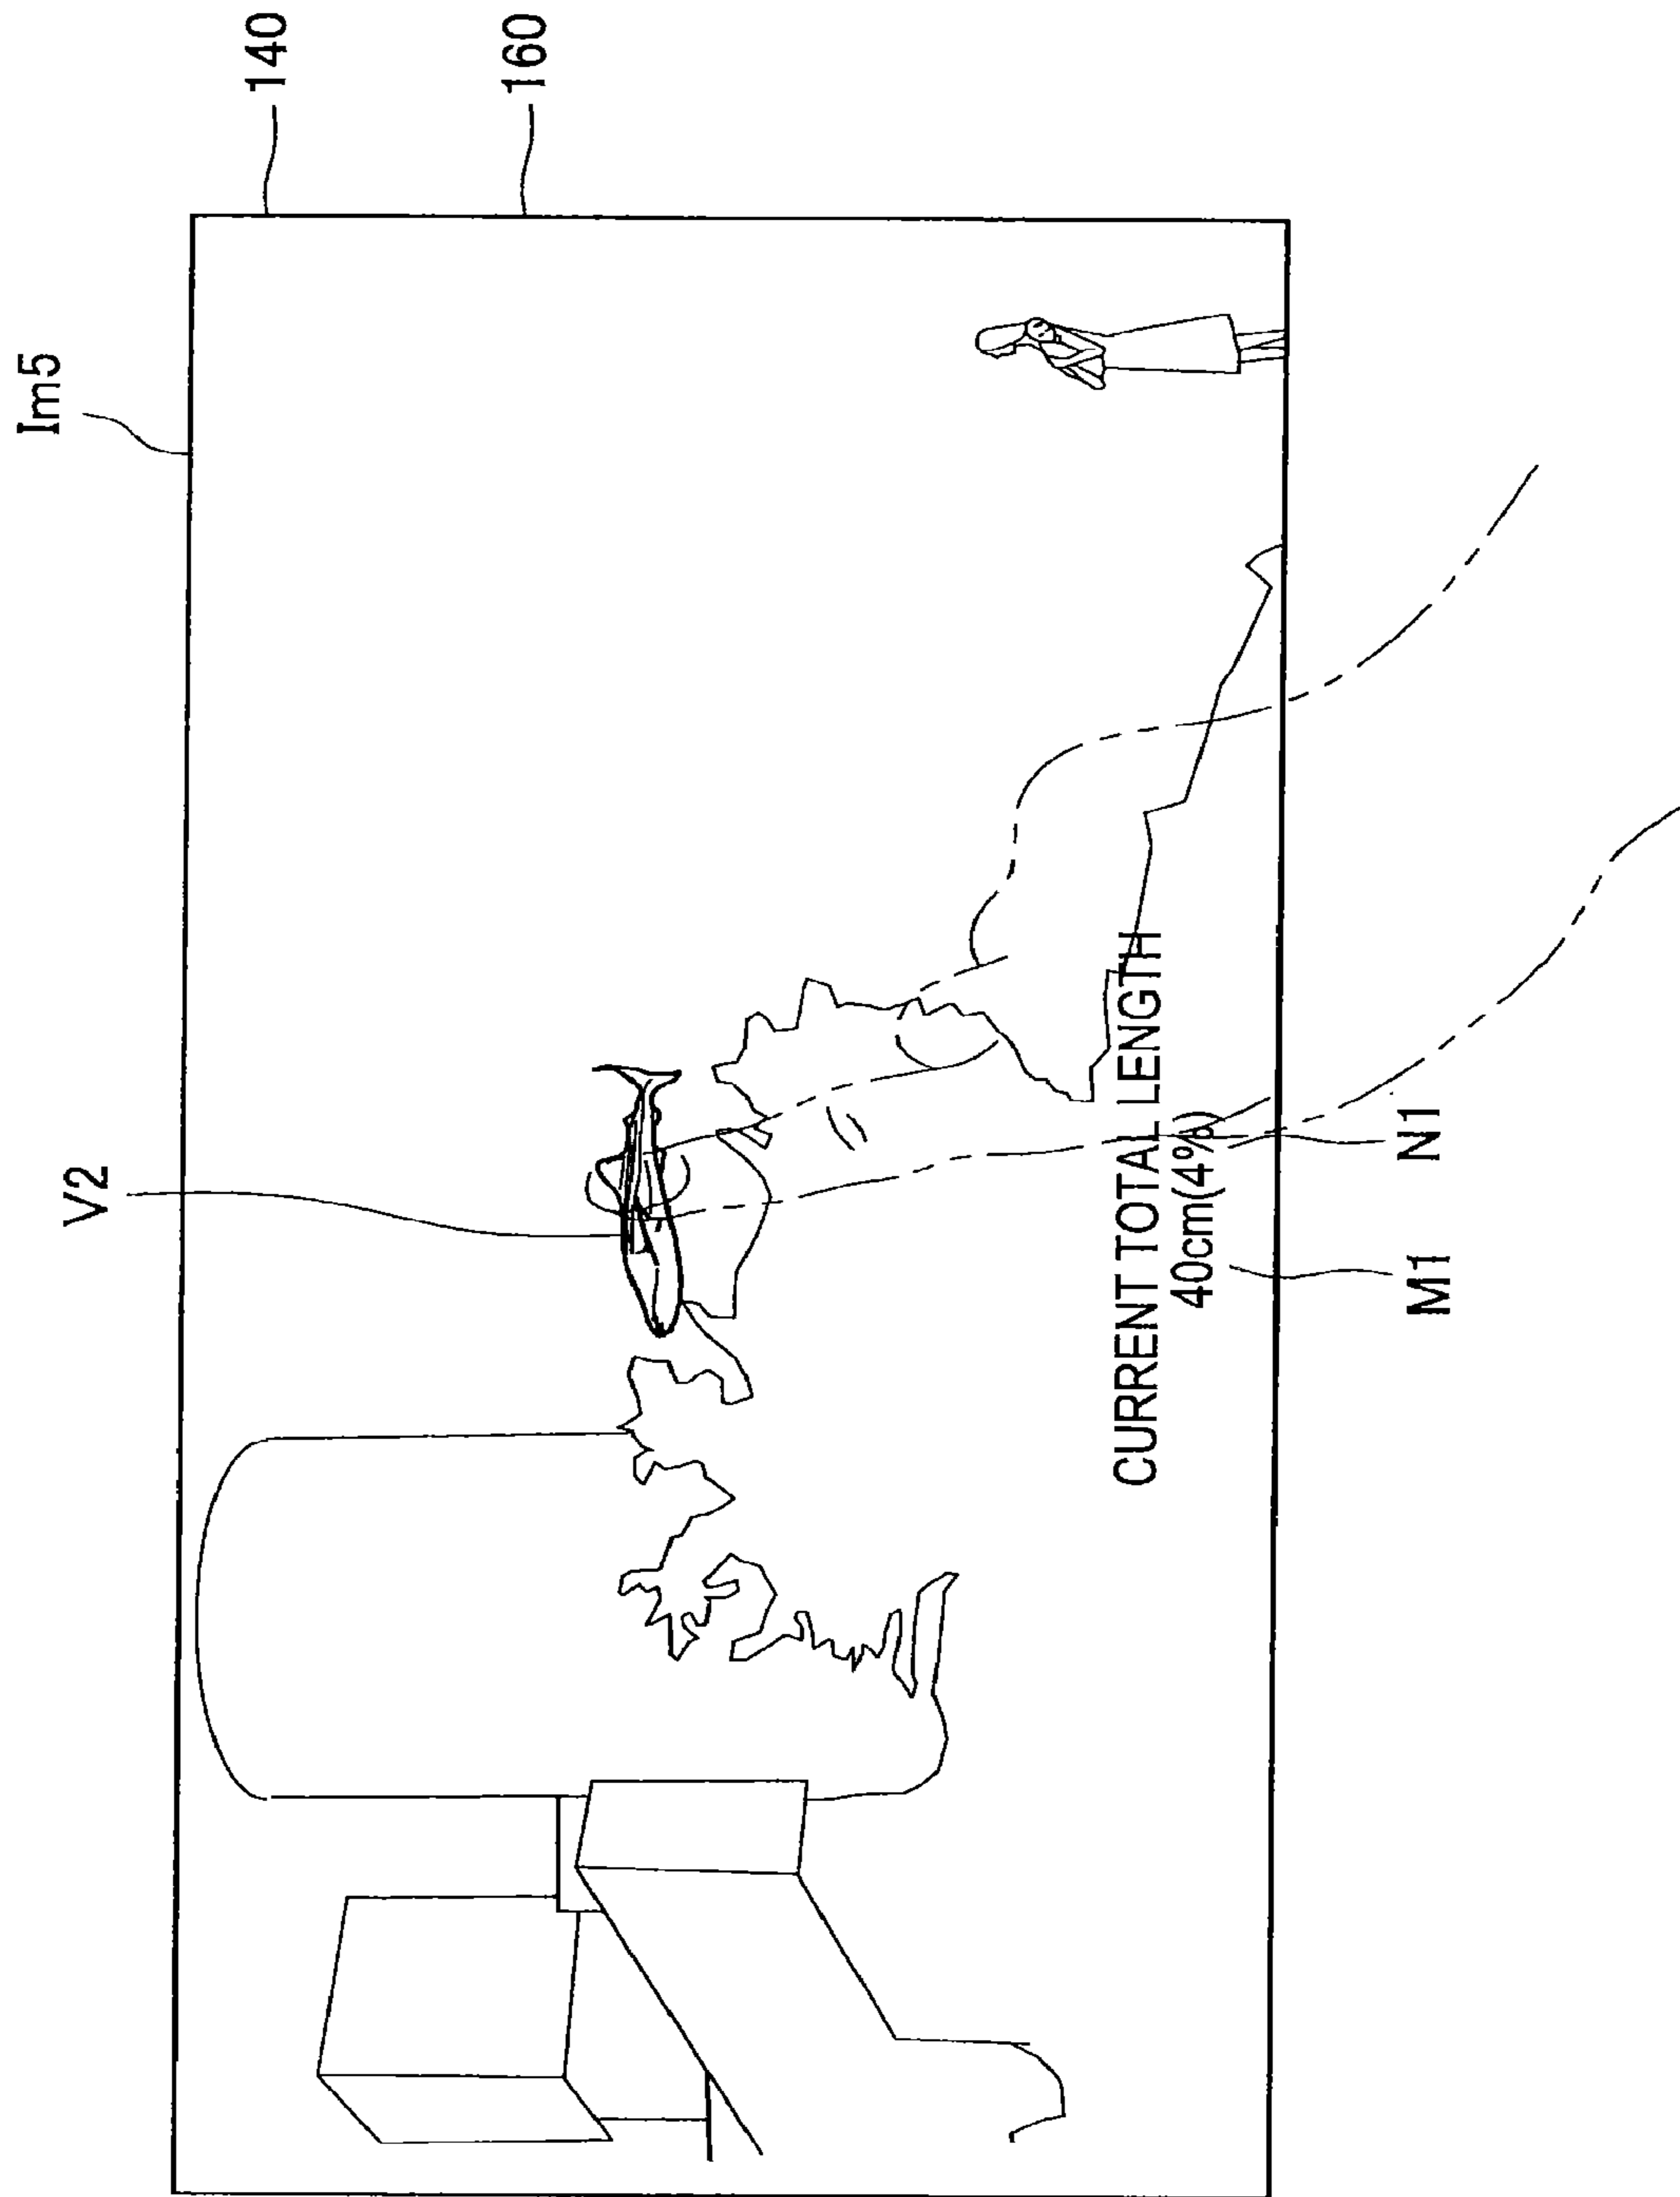 V2
Im5
140
160
CURRENT TOTAL LENGTH
40cm(4%)
M1
N1